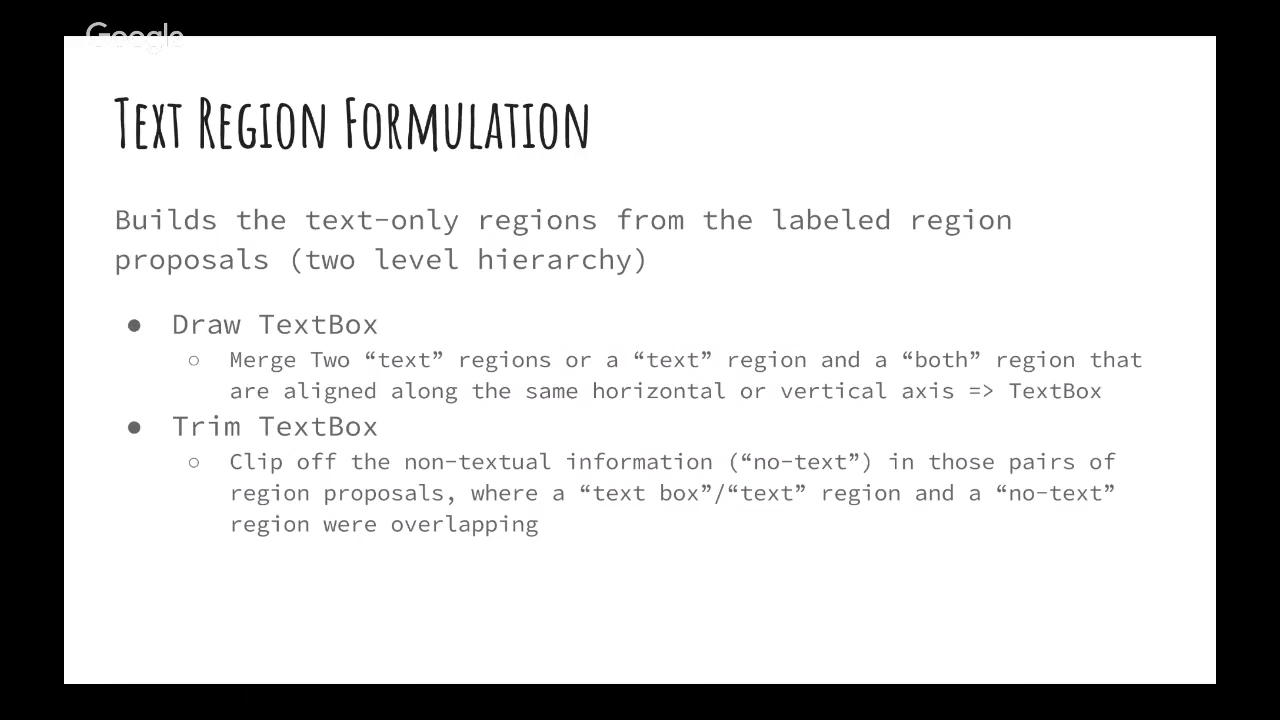 Google
Text Region Formulation
Builds the text-only regions from the labeled region
proposals (two level hierarchy)
● Draw TextBox
○ Merge Two “text” regions or a “text” region and a “both” region that
are aligned along the same horizontal or vertical axis => TextBox
● Trim TextBox
○ Clip off the non-textual information (“no-text”) in those pairs of
region proposals, where a “text box”/“text” region and a “no-text”
region were overlapping